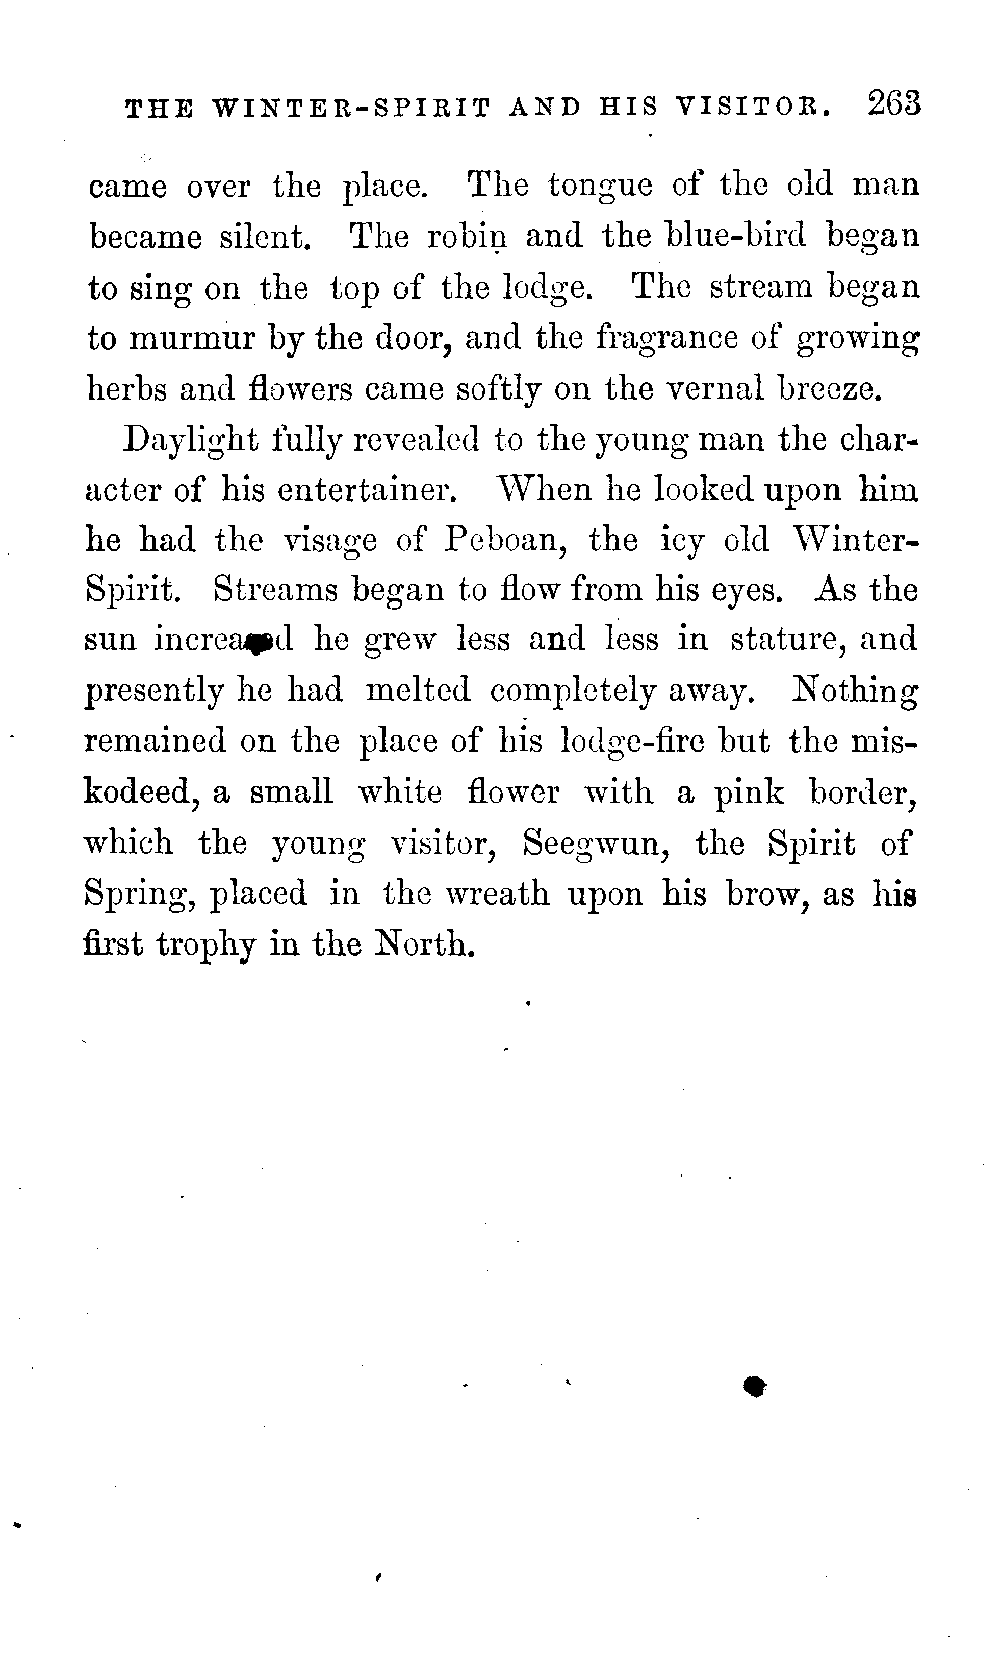 THE WINTER-SPIRIT AND HIS VISITOR. 263
came over the place. The tongue of the old man
became silent. The robin and the blue-bird began
to sing on the top of the lodge. The stream began
to murmur by the door, and the fragrance of growing
herbs and flowers came softly on the vernal breeze.
Daylight fully revealed to the young man the char-
acter of his entertainer. When he looked upon him
he had the visage of Peboan, the icy old Winter-
Spirit. Streams began to flow from his eyes. As the
sun increased he grew less and less in stature, and
presently he had melted completely away. Nothing
remained on the place of his lodge-fire but the mis-
kodeed, a small white flower with a pink border,
which the young visitor, Seegwun, the Spirit of
Spring, placed in the wreath upon his brow, as his
first trophy in the North.